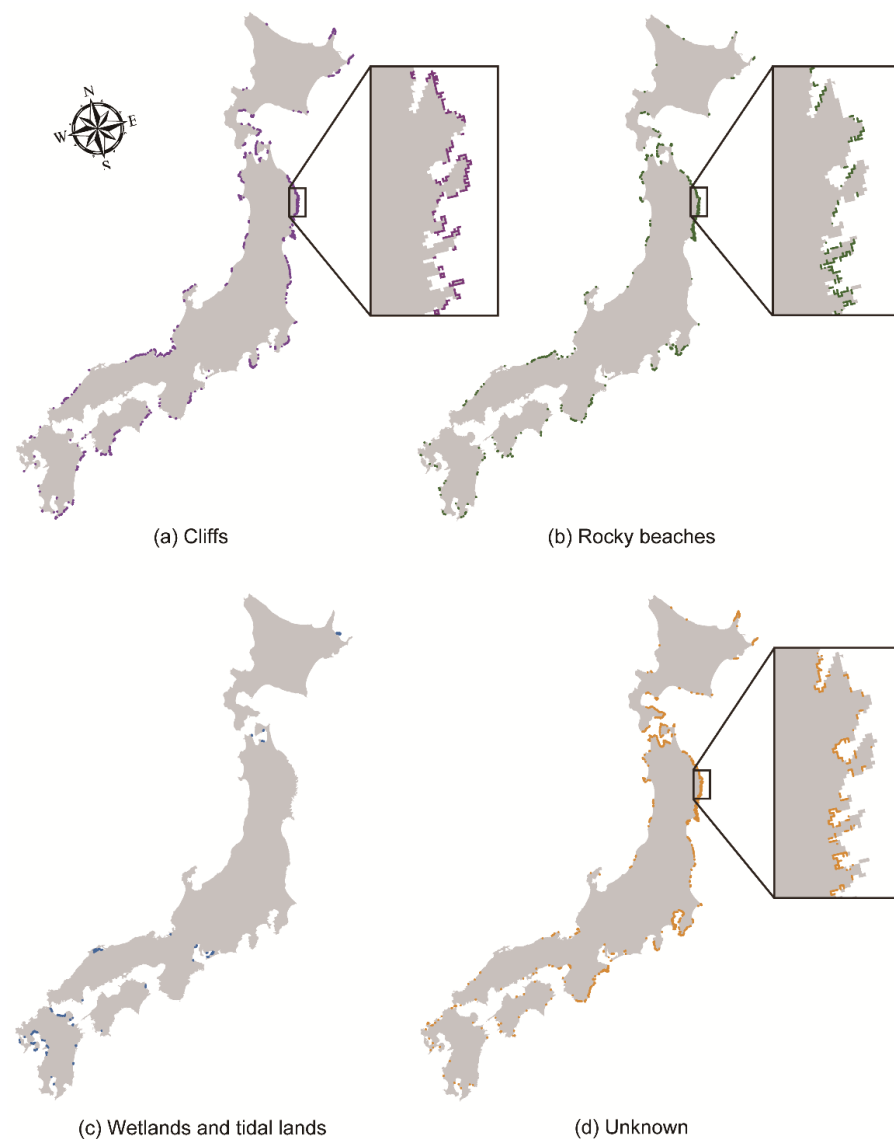 N
W E
S
(a) Cliffs
(b) Rocky beaches
(c) Wetlands and tidal lands
(d) Unknown